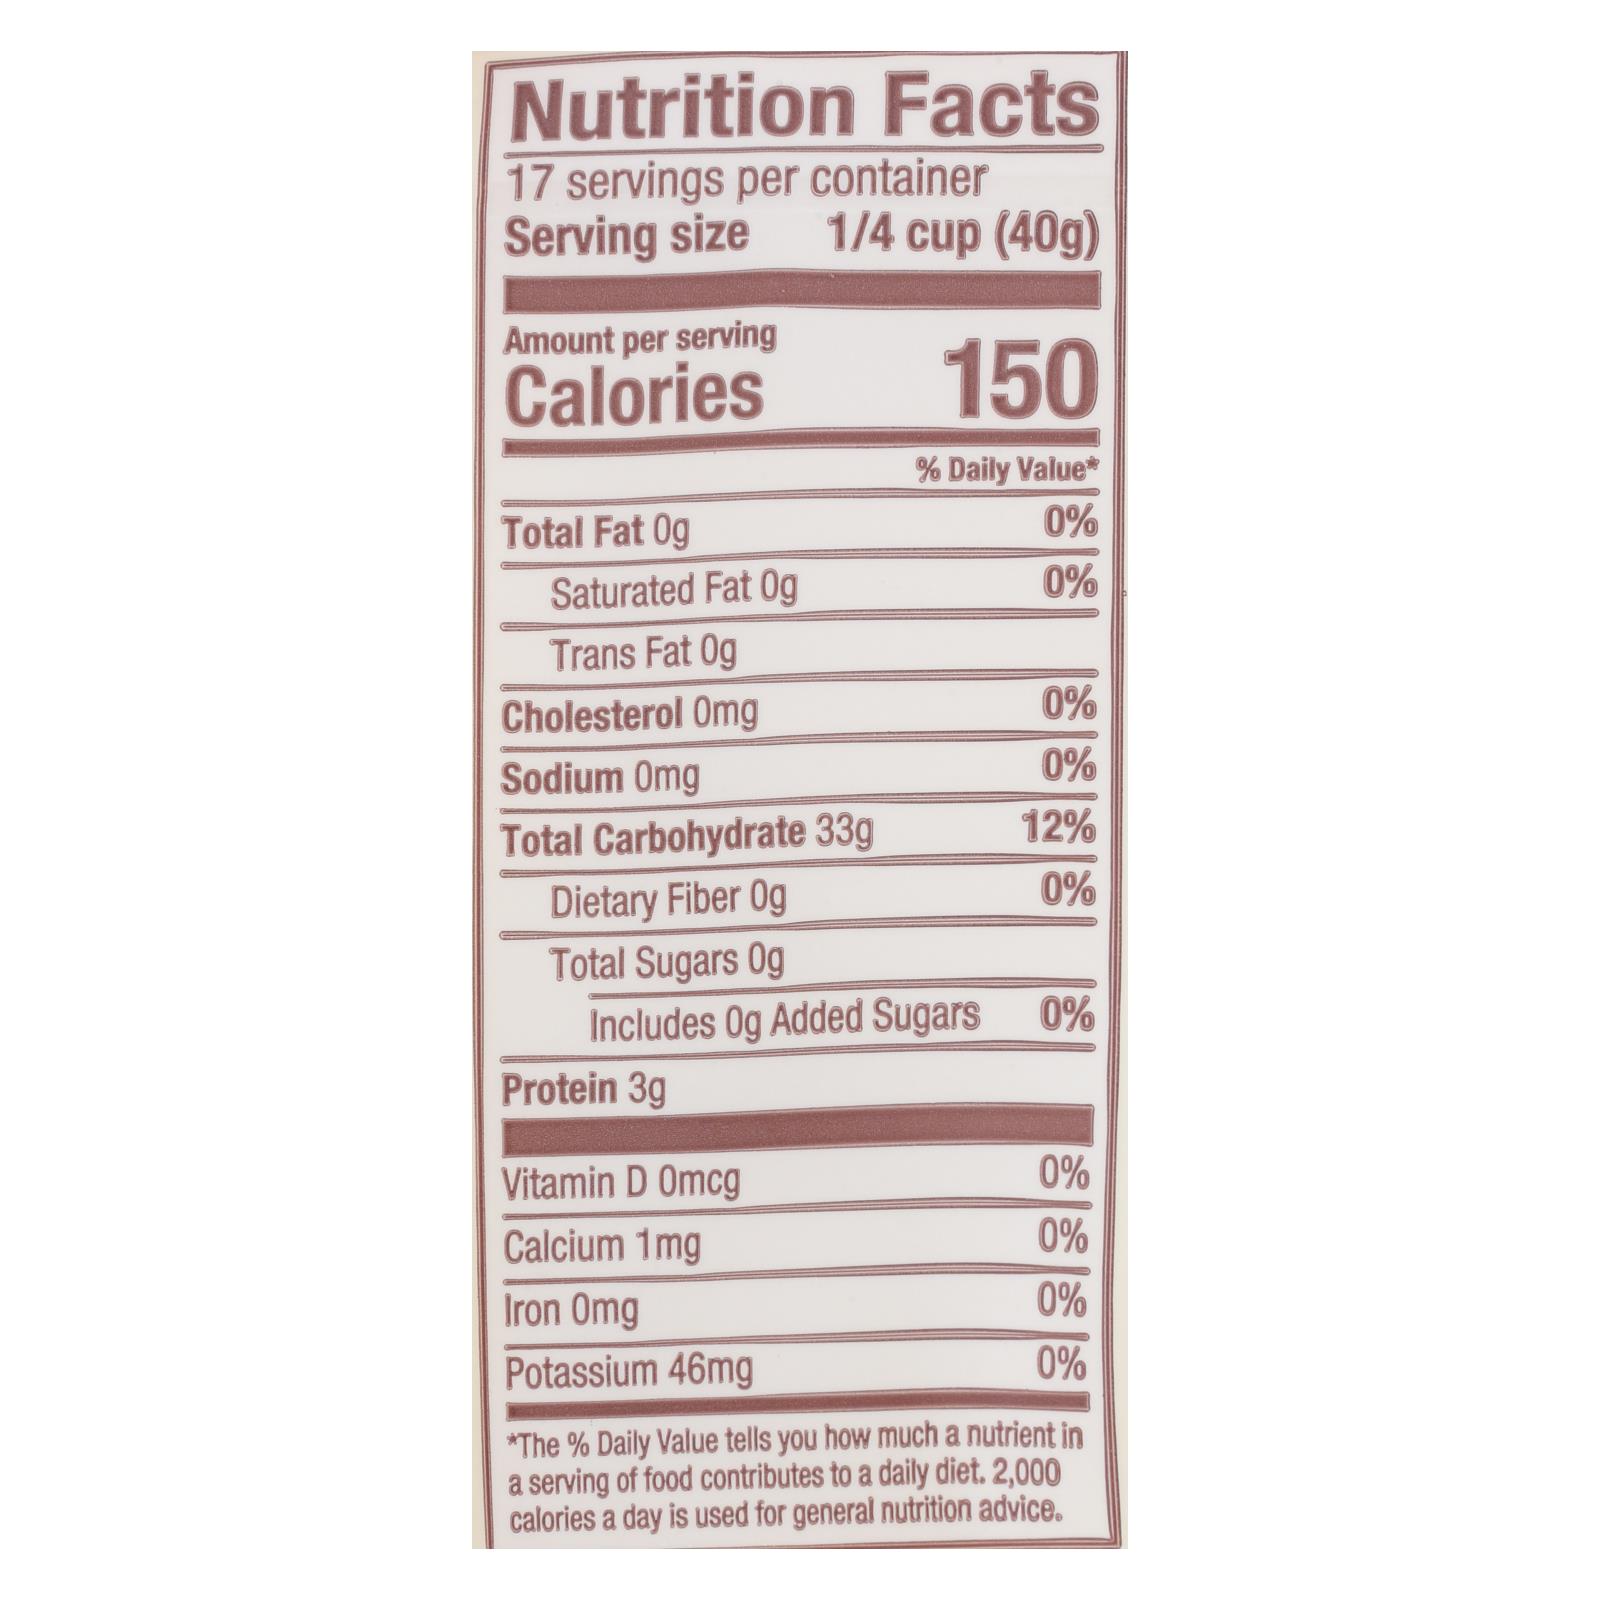 Nutrition Facts
17 servings per container
Serving size 1/4 cup (40g)
Amount per serving
Calories 150
% Daily Value*
Total Fat 0g 0%
Saturated Fat 0g 0%
Trans Fat 0g
Cholesterol 0mg 0%
Sodium 0mg 0%
Total Carbohydrate 33g 12%
Dietary Fiber 0g 0%
Total Sugars 0g
Includes 0g Added Sugars 0%
Protein 3g
Vitamin D 0mcg 0%
Calcium 1mg 0%
Iron 0mg 0%
Potassium 46mg 0%
*The % Daily Value tells you how much a nutrient in
a serving of food contributes to a daily diet. 2,000
calories a day is used for general nutrition advice.